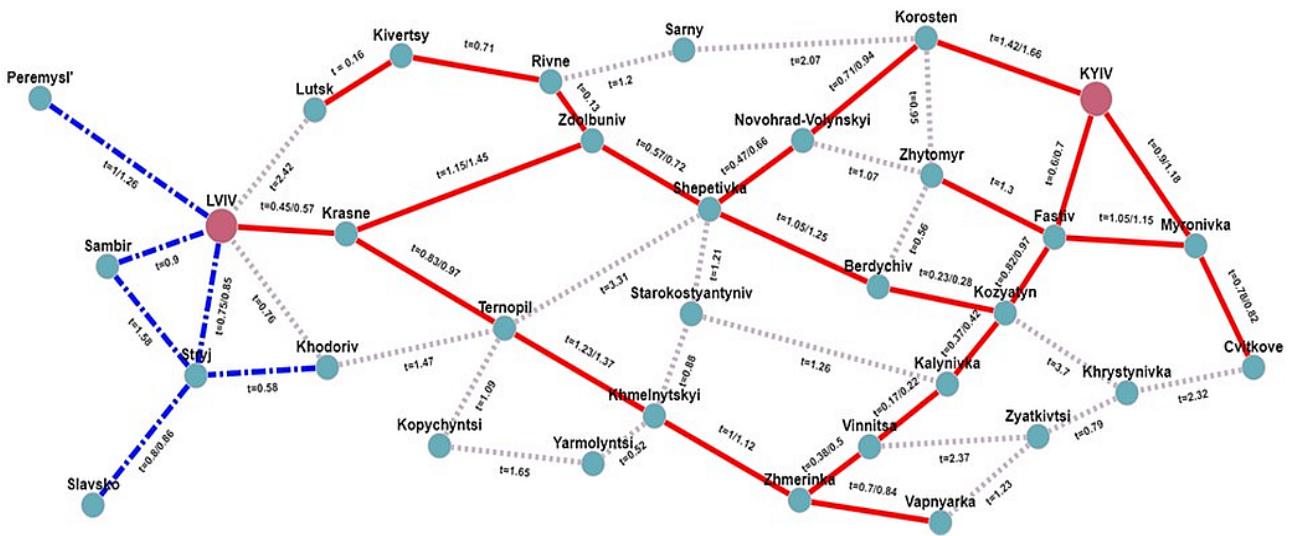 Korosten
Kivertsy
Sarny
t=0.71
t=1.42/1.66
t = 0.16
Rivne
t=2.07
KYIV
Peremysl'
t=1.2
t=0.71/0.94
Lutsk
t=0.13
t=0.95
Zdolbuniv
Novohrad-Volynskyi
t=0.57/0.72
t=0.47/0.66
t=0.6/0.7
t=0.9/1.18
t=1/1.26
t=2.42
t=1.15/1.45
t=1.07
Zhytomyr
t=1.3
Shepetivka
LVIV
t=0.45/0.57
Krasne
Fastiv
t=1.05/1.15
Myronivka
Sambir
t=0.9
t=1.05/1.25
t=0.56
t=0.83/0.97
t=1.21
t=3.31
Berdychiv
t=0.23/0.28
t=0.82/0.97
Kozyatyn
t=0.78/0.82
t=0.75/0.85
t=0.76
Starokostyantyniv
Ternopil
t=0.37/0.42
t=1.58
Stryj
Khodoriv
t=1.47
t=1.23/1.37
t=1.26
Kalynivka
t=3.7
Khrystynivka
Cvitkove
t=0.58
t=0.88
t=2.32
t=1.09
Khmelnytskyi
t=0.17/0.22
Kopychyntsi
Vinnitsa
Zyatkivtsi
t=0.79
Yarmolyntsi
t=0.52
t=1/1.12
t=0.8/0.86
t=1.65
t=0.38/0.5
t=2.37
Slavsko
Zhmerinka
t=0.7/0.84
Vapnyarka
t=1.23